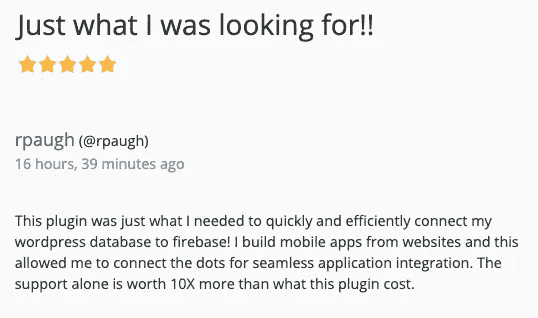 Just what I was looking for!!
rpaugh (@rpaugh)
16 hours, 39 minutes ago
This plugin was just what I needed to quickly and efficiently connect my
wordpress database to firebase! I build mobile apps from websites and this
allowed me to connect the dots for seamless application integration. The
support alone is worth 10X more than what this plugin cost.